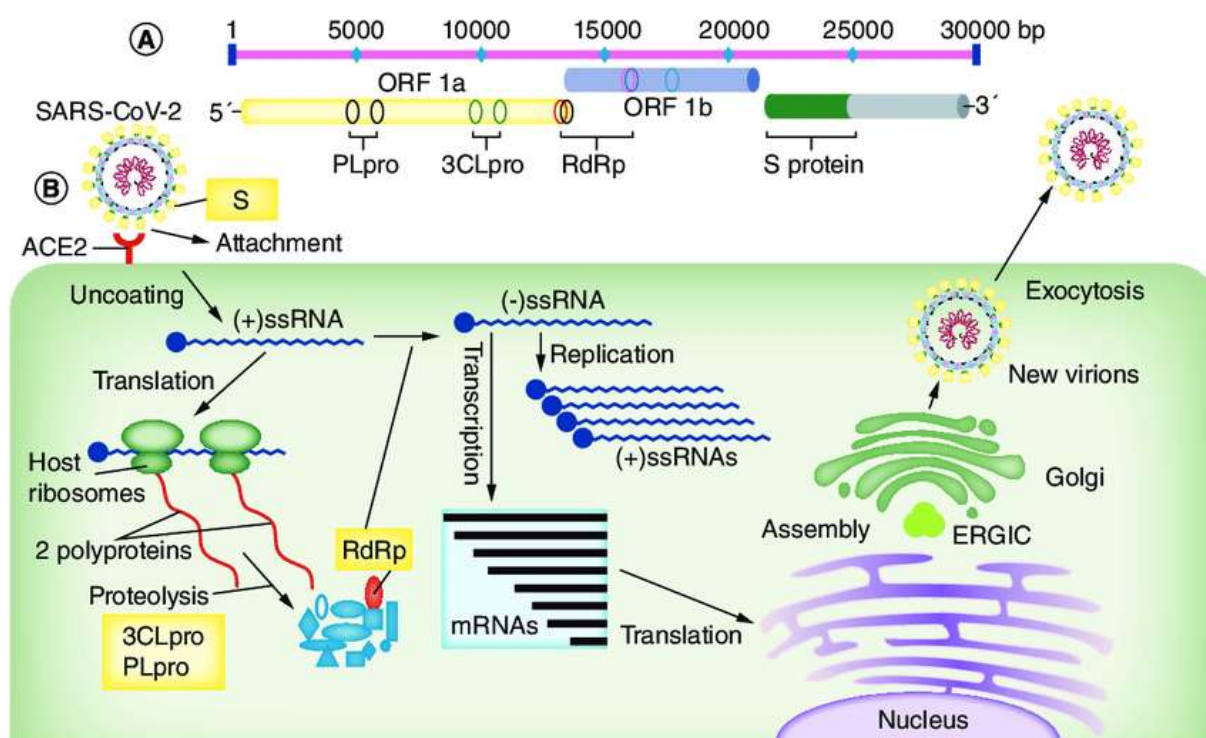 A
1 5000 10000 15000 20000 25000 30000 bp
ORF 1a
ORF 1b
SARS-CoV-2 5´ 3´
PLpro 3CLpro RdRp S protein
B
S
ACE2
Attachment
Uncoating
(+)ssRNA
(-)ssRNA
Exocytosis
Translation
Transcription
Replication
New virions
(+)ssRNAs
Host
ribosomes
Golgi
2 polyproteins
RdRp
Assembly
ERGIC
Proteolysis
3CLpro
PLpro
mRNAs
Translation
Nucleus